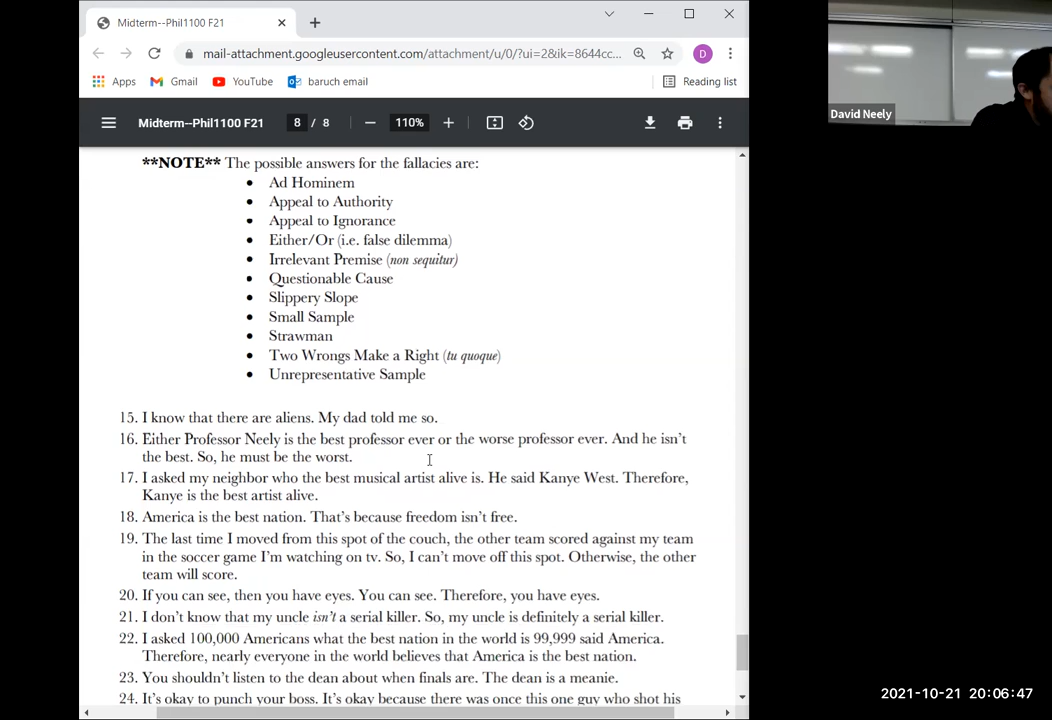 Midterm--Phil1100 F21
mail-attachment.googleusercontent.com/attachment/u/0/?ui=2&ik=8644cc...
D
Apps
Gmail
YouTube
baruch email
Reading list
Midterm--Phil1100 F21
8 / 8
110%
**NOTE** The possible answers for the fallacies are:
• Ad Hominem
• Appeal to Authority
• Appeal to Ignorance
• Either/Or (i.e. false dilemma)
• Irrelevant Premise (non sequitur)
• Questionable Cause
• Slippery Slope
• Small Sample
• Strawman
• Two Wrongs Make a Right (tu quoque)
• Unrepresentative Sample
15. I know that there are aliens. My dad told me so.
16. Either Professor Neely is the best professor ever or the worse professor ever. And he isn't
the best. So, he must be the worst.
17. I asked my neighbor who the best musical artist alive is. He said Kanye West. Therefore,
Kanye is the best artist alive.
18. America is the best nation. That's because freedom isn't free.
19. The last time I moved from this spot of the couch, the other team scored against my team
in the soccer game I'm watching on tv. So, I can't move off this spot. Otherwise, the other
team will score.
20. If you can see, then you have eyes. You can see. Therefore, you have eyes.
21. I don't know that my uncle isn't a serial killer. So, my uncle is definitely a serial killer.
22. I asked 100,000 Americans what the best nation in the world is 99,999 said America.
Therefore, nearly everyone in the world believes that America is the best nation.
23. You shouldn't listen to the dean about when finals are. The dean is a meanie.
24. It's okay to punch your boss. It's okay because there was once this one guy who shot his
David Neely
2021-10-21 20:06:47